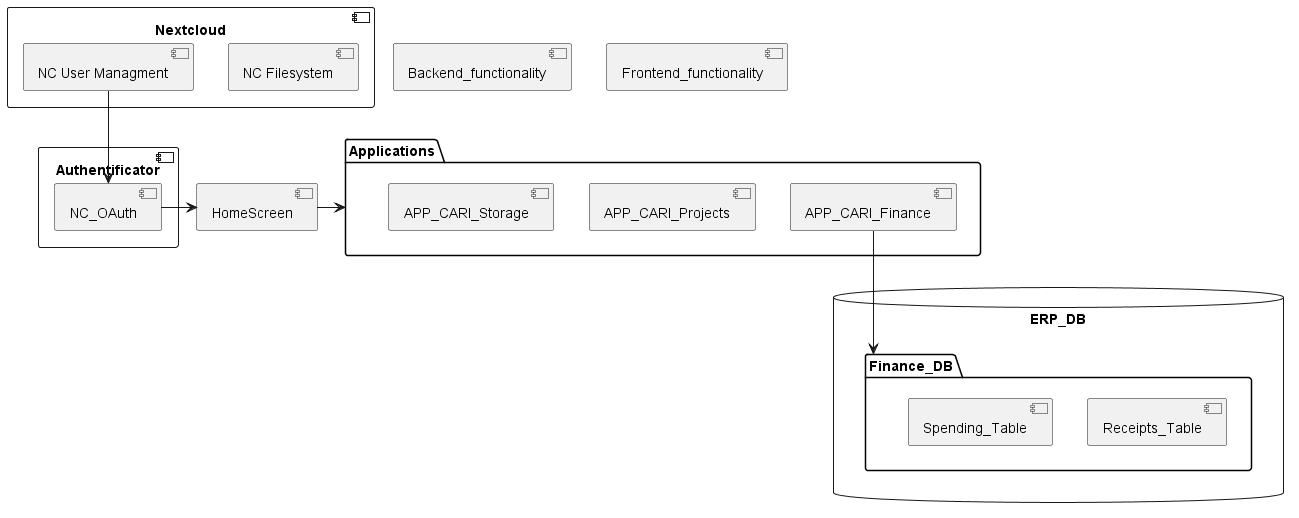 Nextcloud
NC User Managment
NC Filesystem
Backend_functionality
Frontend_functionality
Authentificator
NC_OAuth
HomeScreen
Applications
APP_CARI_Storage
APP_CARI_Projects
APP_CARI_Finance
ERP_DB
Finance_DB
Spending_Table
Receipts_Table